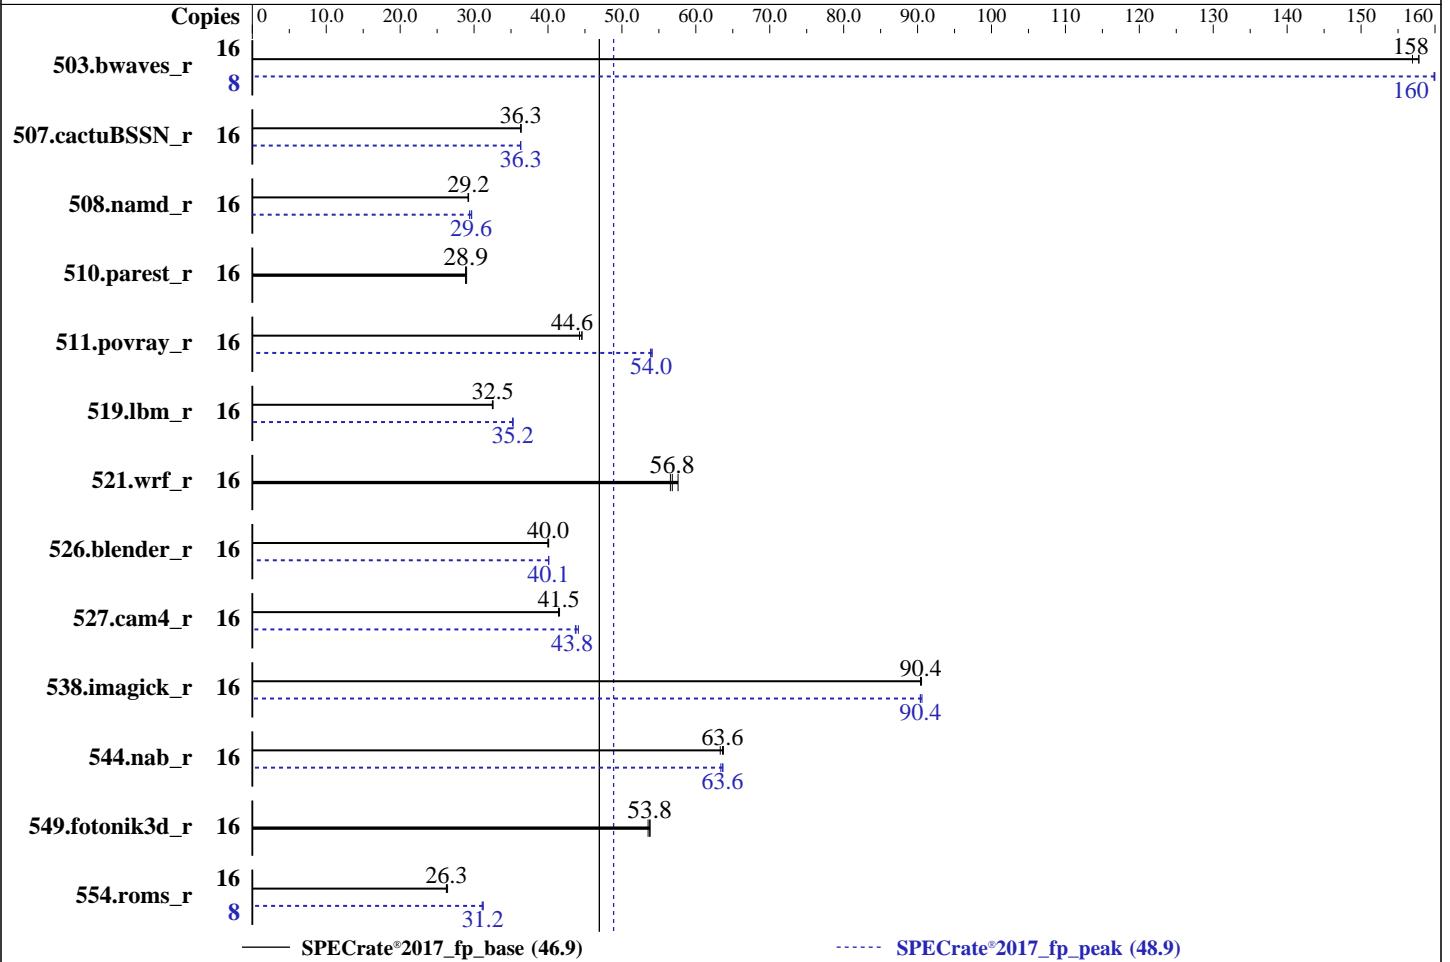 Copies 0 10.0 20.0 30.0 40.0 50.0 60.0 70.0 80.0 90.0 100 110 120 130 140 150 160
503.bwaves_r 16 158
8 160
507.cactuBSSN_r 16 36.3
36.3
508.namd_r 16 29.2
29.6
510.parest_r 16 28.9
511.povray_r 16 44.6
54.0
519.lbm_r 16 32.5
35.2
521.wrf_r 16 56.8
526.blender_r 16 40.0
40.1
527.cam4_r 16 41.5
43.8
538.imagick_r 16 90.4
90.4
544.nab_r 16 63.6
63.6
549.fotonik3d_r 16 53.8
554.roms_r 16 26.3
8 31.2
SPECrate®2017_fp_base (46.9) SPECrate®2017_fp_peak (48.9)